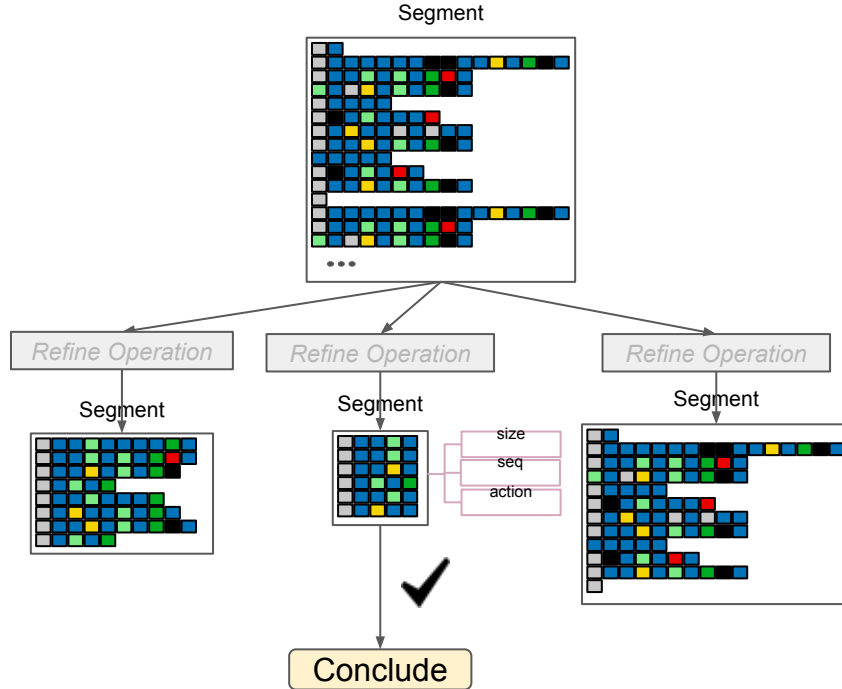 Segment
Refine Operation
Refine Operation
Refine Operation
Segment
Segment
Segment
size
seq
action
Conclude